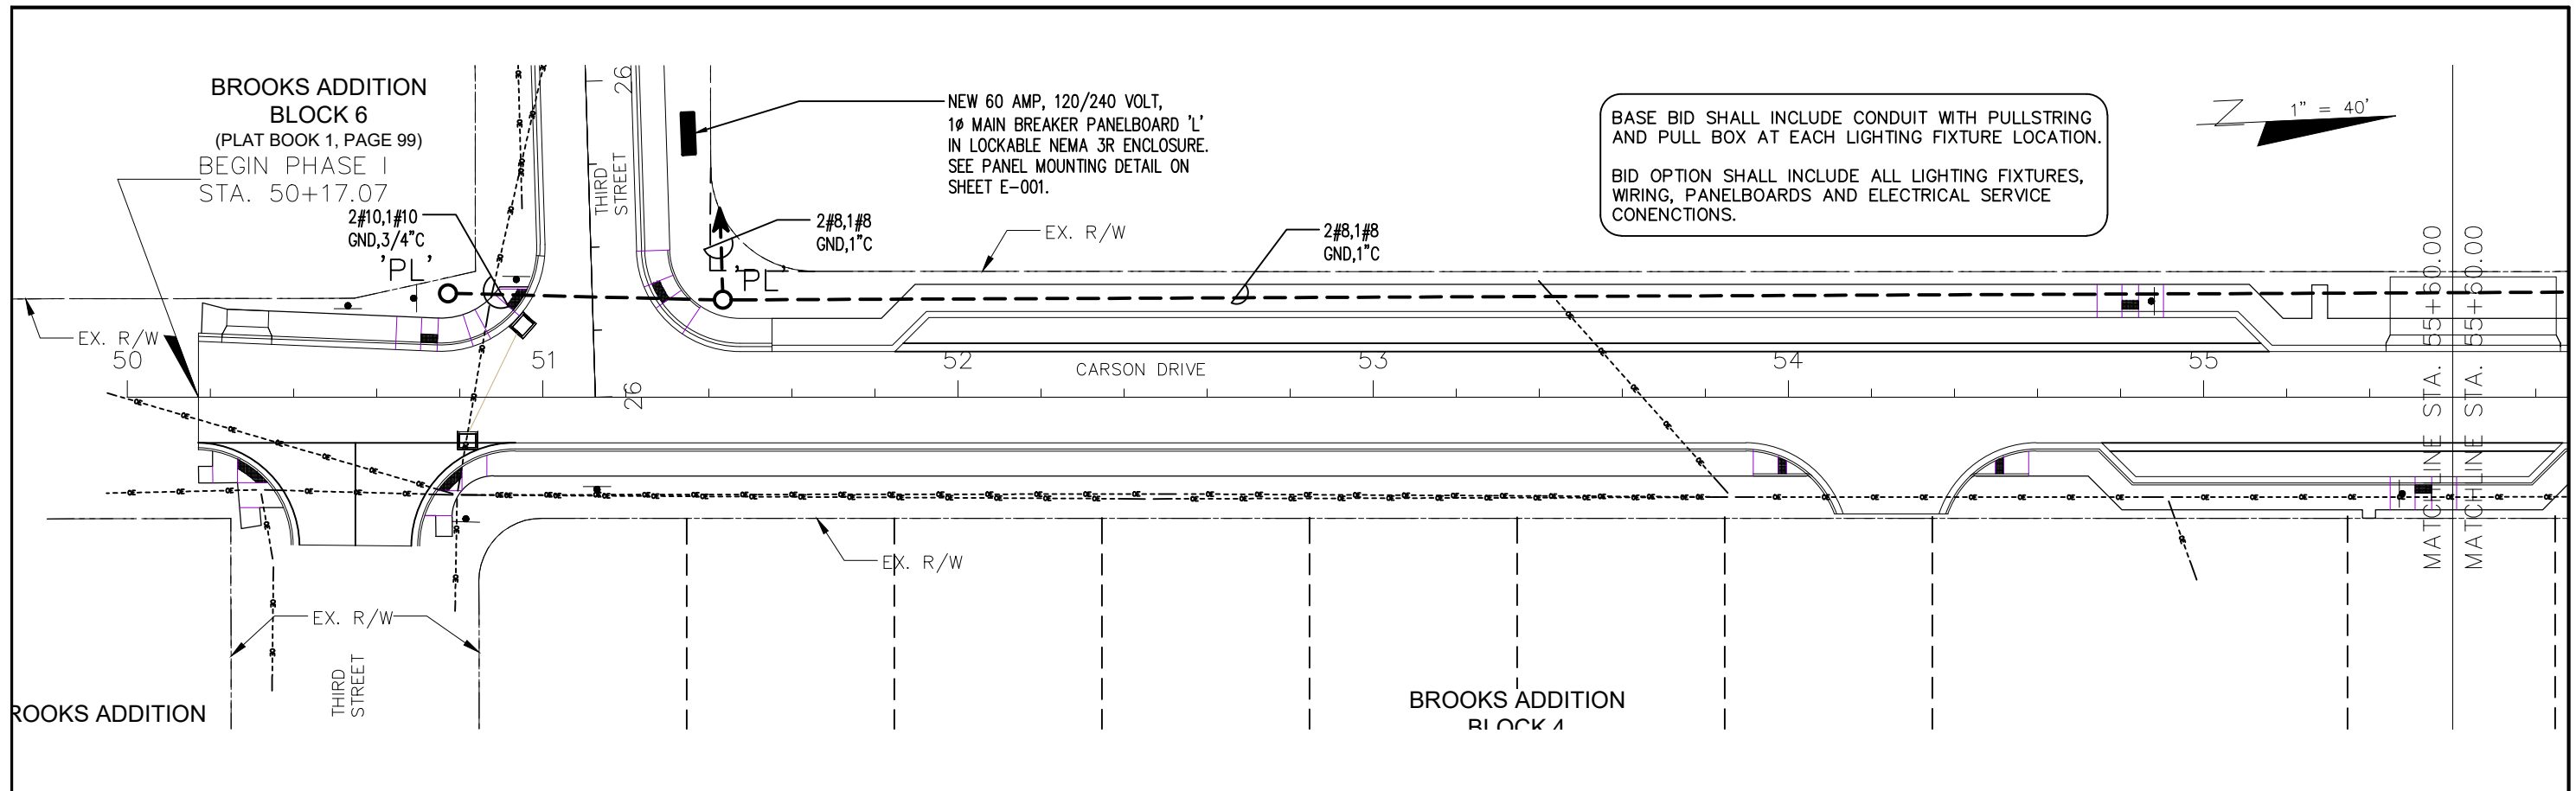 BROOKS ADDITION
BLOCK 6
(PLAT BOOK 1, PAGE 99)
BEGIN PHASE I
STA. 50+17.07
2#10,1#10
GND,3/4"C
'PL'
26
THIRD
STREET
NEW 60 AMP, 120/240 VOLT,
1ø MAIN BREAKER PANELBOARD 'L'
IN LOCKABLE NEMA 3R ENCLOSURE.
SEE PANEL MOUNTING DETAIL ON
SHEET E-001.
2#8,1#8
GND,1"C
'PL'
EX. R/W
2#8,1#8
GND,1"C
BASE BID SHALL INCLUDE CONDUIT WITH PULLSTRING
AND PULL BOX AT EACH LIGHTING FIXTURE LOCATION.
BID OPTION SHALL INCLUDE ALL LIGHTING FIXTURES,
WIRING, PANELBOARDS AND ELECTRICAL SERVICE
CONENCTIONS.
1" = 40'
EX. R/W
50
51
52
53
54
55
CARSON DRIVE
26
MATCHLINE STA. 55+60.00
MATCHLINE STA. 55+60.00
EX. R/W
EX. R/W
THIRD
STREET
ROOKS ADDITION
BROOKS ADDITION
BLOCK 4